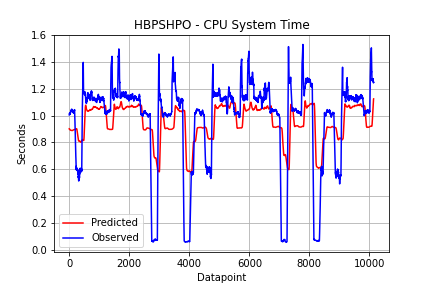 HBPSHPO - CPU System Time
1.6
1.4
1.2
1.0
0.8
0.6
0.4
0.2
0.0
Seconds
Predicted
Observed
0 2000 4000 6000 8000 10000
Datapoint